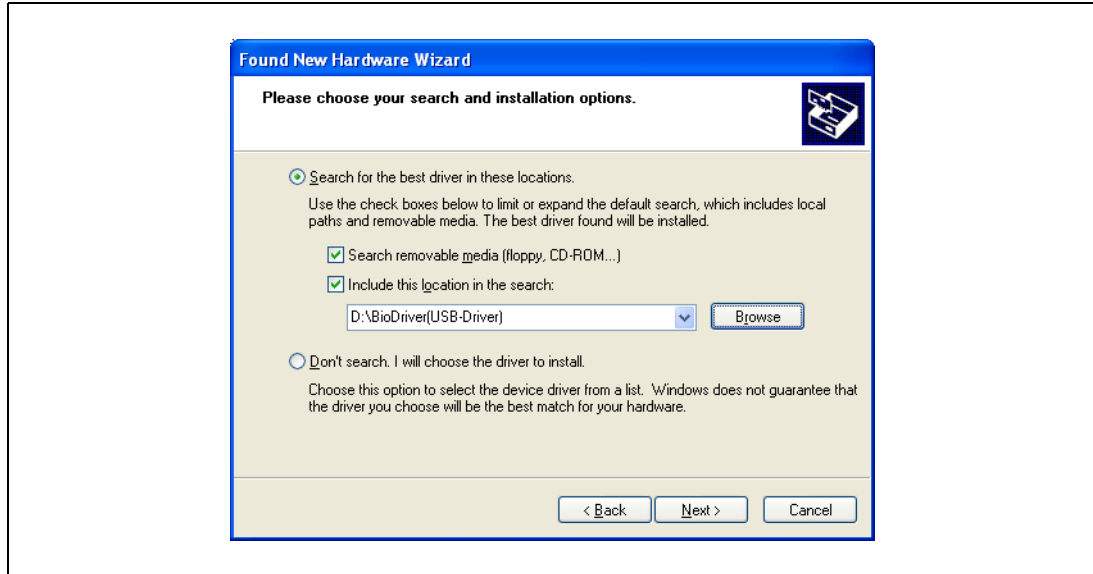 Found New Hardware Wizard
Please choose your search and installation options.
Search for the best driver in these locations.
Use the check boxes below to limit or expand the default search, which includes local
paths and removable media. The best driver found will be installed.
Search removable media (floppy, CD-ROM...)
Include this location in the search:
D:\BioDriver(USB-Driver)
Browse
Don't search. I will choose the driver to install.
Choose this option to select the device driver from a list. Windows does not guarantee that
the driver you choose will be the best match for your hardware.
< Back Next > Cancel